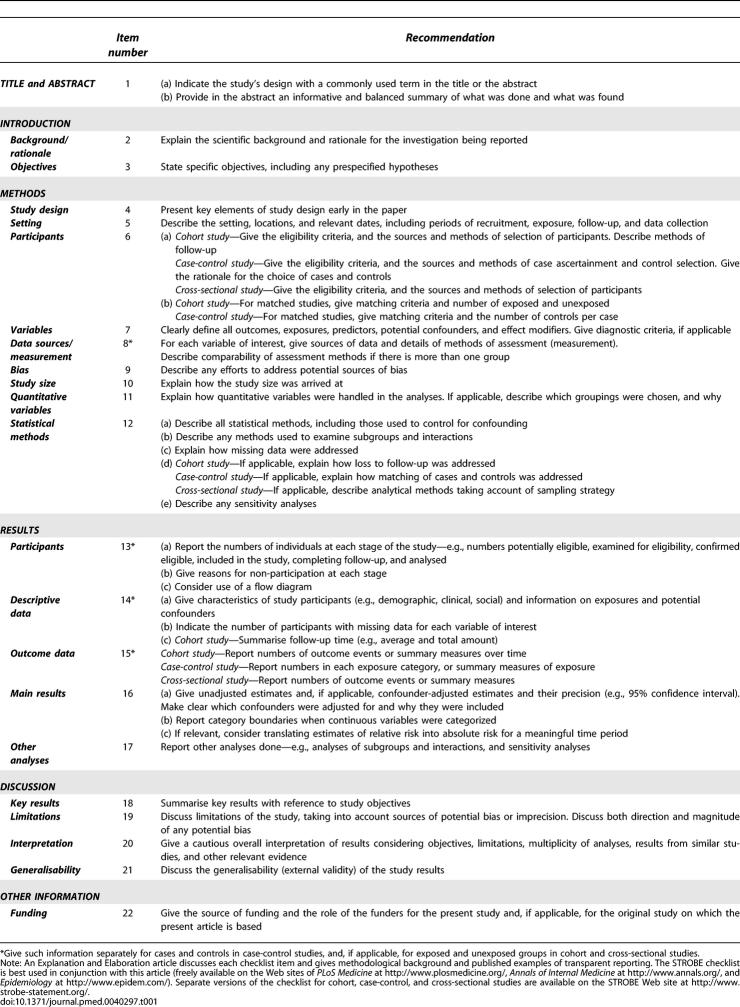 Item number
Recommendation
TITLE and ABSTRACT 1 (a) Indicate the study's design with a commonly used term in the title or the abstract
(b) Provide in the abstract an informative and balanced summary of what was done and what was found
INTRODUCTION
Background/ 2 Explain the scientific background and rationale for the investigation being reported
rationale
Objectives 3 State specific objectives, including any prespecified hypotheses
METHODS
Study design 4 Present key elements of study design early in the paper
Setting 5 Describe the setting, locations, and relevant dates, including periods of recruitment, exposure, follow-up, and data collection
Participants 6 (a) Cohort study—Give the eligibility criteria, and the sources and methods of selection of participants. Describe methods of
follow-up
Case-control study—Give the eligibility criteria, and the sources and methods of case ascertainment and control selection. Give
the rationale for the choice of cases and controls
Cross-sectional study—Give the eligibility criteria, and the sources and methods of selection of participants
(b) Cohort study—For matched studies, give matching criteria and number of exposed and unexposed
Case-control study—For matched studies, give matching criteria and the number of controls per case
Variables 7 Clearly define all outcomes, exposures, predictors, potential confounders, and effect modifiers. Give diagnostic criteria, if applicable
Data sources/ 8* For each variable of interest, give sources of data and details of methods of assessment (measurement).
measurement Describe comparability of assessment methods if there is more than one group
Bias 9 Describe any efforts to address potential sources of bias
Study size 10 Explain how the study size was arrived at
Quantitative 11 Explain how quantitative variables were handled in the analyses. If applicable, describe which groupings were chosen, and why
variables
Statistical 12 (a) Describe all statistical methods, including those used to control for confounding
methods (b) Describe any methods used to examine subgroups and interactions
(c) Explain how missing data were addressed
(d) Cohort study—If applicable, explain how loss to follow-up was addressed
Case-control study—If applicable, explain how matching of cases and controls was addressed
Cross-sectional study—If applicable, describe analytical methods taking account of sampling strategy
(e) Describe any sensitivity analyses
RESULTS
Participants 13* (a) Report the numbers of individuals at each stage of the study—e.g., numbers potentially eligible, examined for eligibility, confirmed
eligible, included in the study, completing follow-up, and analysed
(b) Give reasons for non-participation at each stage
(c) Consider use of a flow diagram
Descriptive 14* (a) Give characteristics of study participants (e.g., demographic, clinical, social) and information on exposures and potential
data confounders
(b) Indicate the number of participants with missing data for each variable of interest
(c) Cohort study—Summarise follow-up time (e.g., average and total amount)
Outcome data 15* Cohort study—Report numbers of outcome events or summary measures over time
Case-control study—Report numbers in each exposure category, or summary measures of exposure
Cross-sectional study—Report numbers of outcome events or summary measures
Main results 16 (a) Give unadjusted estimates and, if applicable, confounder-adjusted estimates and their precision (e.g., 95% confidence interval).
Make clear which confounders were adjusted for and why they were included
(b) Report category boundaries when continuous variables were categorized
(c) If relevant, consider translating estimates of relative risk into absolute risk for a meaningful time period
Other 17 Report other analyses done—e.g., analyses of subgroups and interactions, and sensitivity analyses
analyses
DISCUSSION
Key results 18 Summarise key results with reference to study objectives
Limitations 19 Discuss limitations of the study, taking into account sources of potential bias or imprecision. Discuss both direction and magnitude
of any potential bias
Interpretation 20 Give a cautious overall interpretation of results considering objectives, limitations, multiplicity of analyses, results from similar stu-
dies, and other relevant evidence
Generalisability 21 Discuss the generalisability (external validity) of the study results
OTHER INFORMATION
Funding 22 Give the source of funding and the role of the funders for the present study and, if applicable, for the original study on which the
present article is based
*Give such information separately for cases and controls in case-control studies, and, if applicable, for exposed and unexposed groups in cohort and cross-sectional studies.
Note: An Explanation and Elaboration article discusses each checklist item and gives methodological background and published examples of transparent reporting. The STROBE checklist
is best used in conjunction with this article (freely available on the Web sites of PLoS Medicine at http://www.plosmedicine.org/, Annals of Internal Medicine at http://www.annals.org/, and
Epidemiology at http://www.epidem.com/). Separate versions of the checklist for cohort, case-control, and cross-sectional studies are available on the STROBE Web site at http://www.
strobe-statement.org/.
doi:10.1371/journal.pmed.0040297.t001